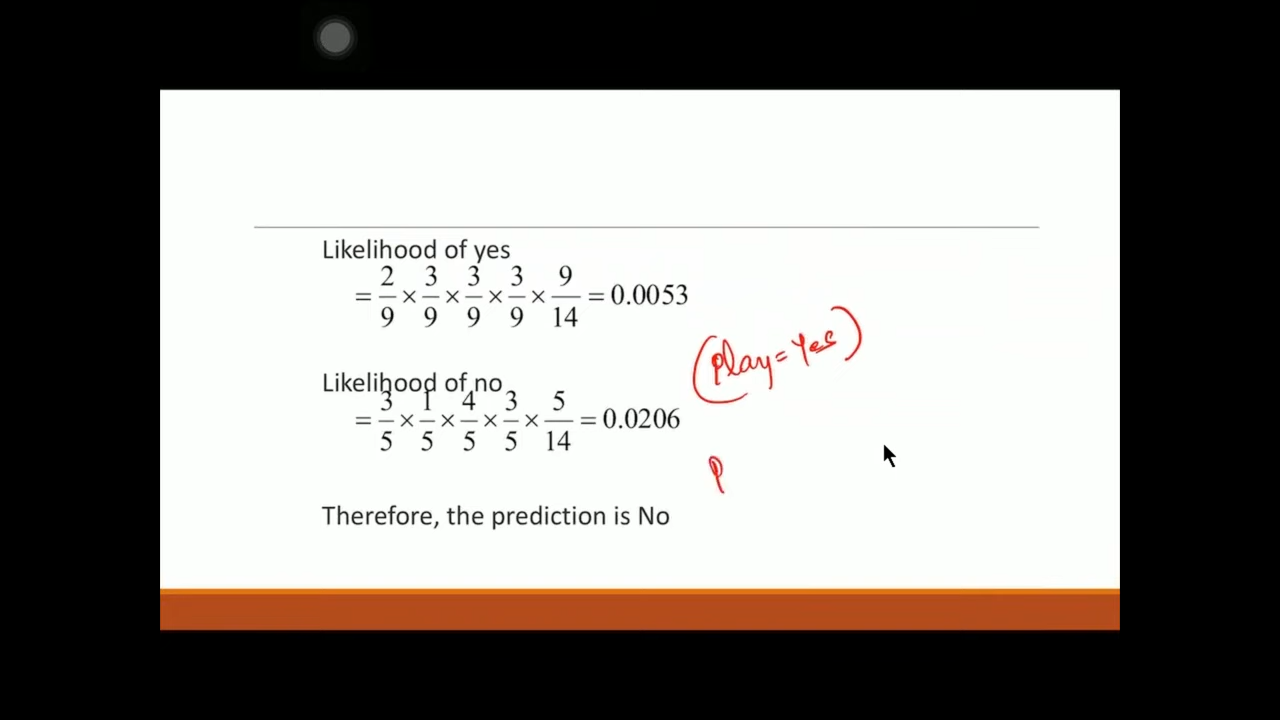 Likelihood of yes
= 2/9 × 3/9 × 3/9 × 3/9 × 9/14 = 0.0053
(Play = Yes)
Likelihood of no
= 3/5 × 1/5 × 4/5 × 3/5 × 5/14 = 0.0206
P
Therefore, the prediction is No